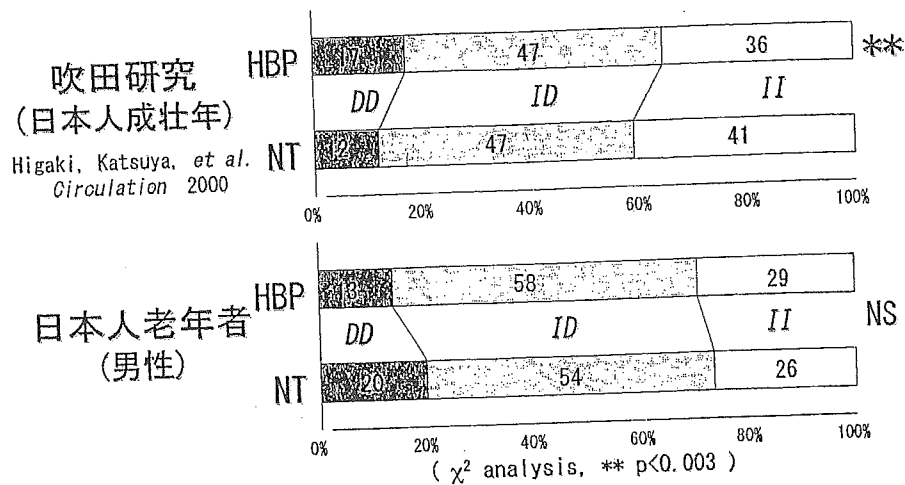 吹田研究
(日本人成壮年)
Higaki, Katsuya, et al.
Circulation 2000
HBP
17 47 36
**
DD ID II
NT
12 47 41
0% 20% 40% 60% 80% 100%
日本人老年者
(男性)
HBP
13 58 29
DD ID II
NS
NT
20 54 26
0% 20% 40% 60% 80% 100%
( χ² analysis, ** p<0.003 )